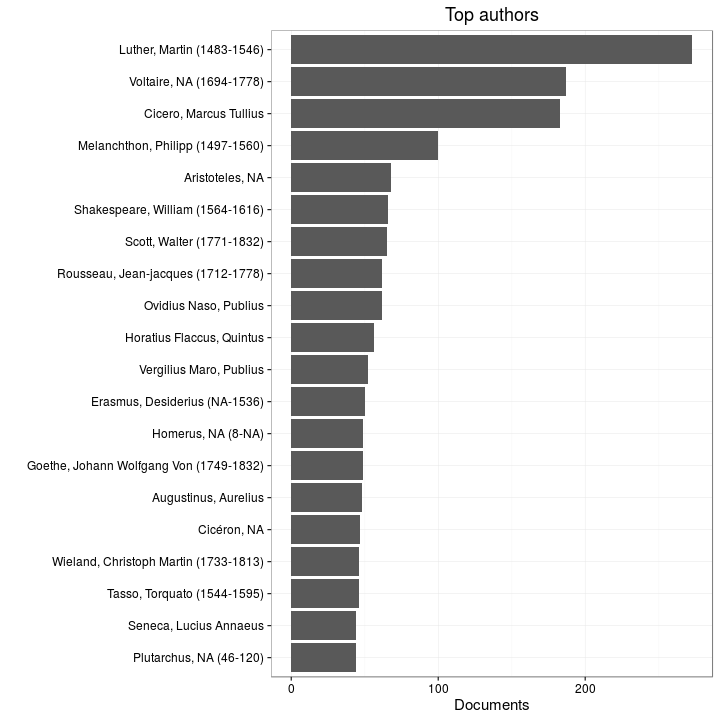 Top authors
Luther, Martin (1483-1546)
Voltaire, NA (1694-1778)
Cicero, Marcus Tullius
Melanchthon, Philipp (1497-1560)
Aristoteles, NA
Shakespeare, William (1564-1616)
Scott, Walter (1771-1832)
Rousseau, Jean-jacques (1712-1778)
Ovidius Naso, Publius
Horatius Flaccus, Quintus
Vergilius Maro, Publius
Erasmus, Desiderius (NA-1536)
Homerus, NA (8-NA)
Goethe, Johann Wolfgang Von (1749-1832)
Augustinus, Aurelius
Cicéron, NA
Wieland, Christoph Martin (1733-1813)
Tasso, Torquato (1544-1595)
Seneca, Lucius Annaeus
Plutarchus, NA (46-120)
0 100 200
Documents